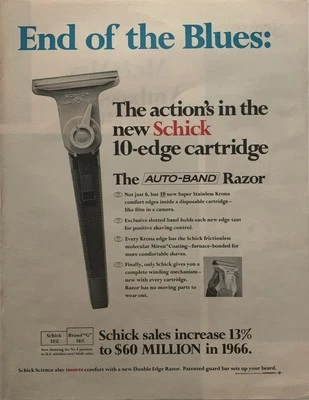 End of the Blues:
The action's in the
new Schick
10-edge cartridge
The AUTO-BAND Razor
Not just 6, but 10 new Super Stainless Krona
comfort edges inside a disposable cartridge—
like film in a camera.
Exclusive slotted band holds each new edge taut
for positive shaving control.
Every Krona edge has the Schick frictionless
molecular Miron Coating—furnace-bonded for
more comfortable shaves.
Finally, only Schick gives you a
complete winding mechanism—
new with every cartridge.
Razor has no moving parts to
wear out.
Schick
Brand "G"
Schick sales increase 13%
to $60 MILLION in 1966.
Schick Science also insures comfort with a new Double Edge Razor. Patented guard bar sets up your beard.